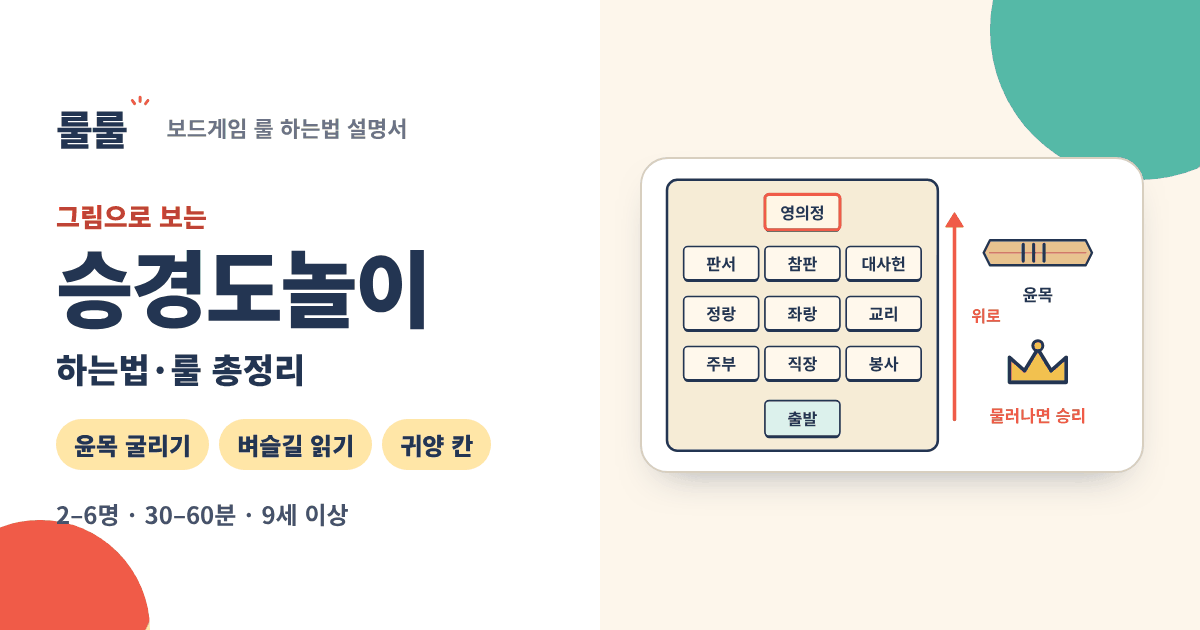 룰룰 보드게임 룰 하는법 설명서
그림으로 보는
승경도놀이
하는법·룰 총정리
윤목 굴리기 벼슬길 읽기 귀양 칸
2–6명 · 30–60분 · 9세 이상
영의정
판서 참판 대사헌
정랑 좌랑 교리
주부 직장 봉사
출발
위로
윤목
물러나면 승리